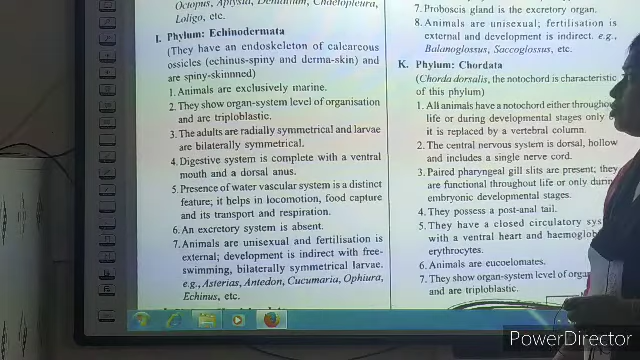 Octopus, Aplysia, Dentalium, Chaetopleura,
Loligo, etc.
I. Phylum: Echinodermata
(They have an endoskeleton of calcareous
ossicles (echinus-spiny and derma-skin) and
are spiny-skinnned)
1. Animals are exclusively marine.
2. They show organ-system level of organisation
and are triploblastic.
3. The adults are radially symmetrical and larvae
are bilaterally symmetrical.
4. Digestive system is complete with a ventral
mouth and a dorsal anus.
5. Presence of water vascular system is a distinct
feature; it helps in locomotion, food capture
and its transport and respiration.
6. An excretory system is absent.
7. Animals are unisexual and fertilisation is
external; development is indirect with free-
swimming, bilaterally symmetrical larvae.
e.g., Asterias, Antedon, Cucumaria, Ophiura,
Echinus, etc.
7. Proboscis gland is the excretory organ.
8. Animals are unisexual; fertilisation is
external and development is indirect. e.g.,
Balanoglossus, Saccoglossus, etc.
K. Phylum: Chordata
(Chorda dorsalis, the notochord is characteristic
of this phylum)
1. All animals have a notochord either throughou
life or during developmental stages only
it is replaced by a vertebral column.
2. The central nervous system is dorsal, hollow
and includes a single nerve cord.
3. Paired pharyngeal gill slits are present; they
are functional throughout life or only durin
embryonic developmental stages.
4. They possess a post-anal tail.
5. They have a closed circulatory sys
with a ventral heart and haemoglob
erythrocytes.
6. Animals are eucoelomates.
7. They show organ-system level of orga
and are triploblastic.
PowerDirector